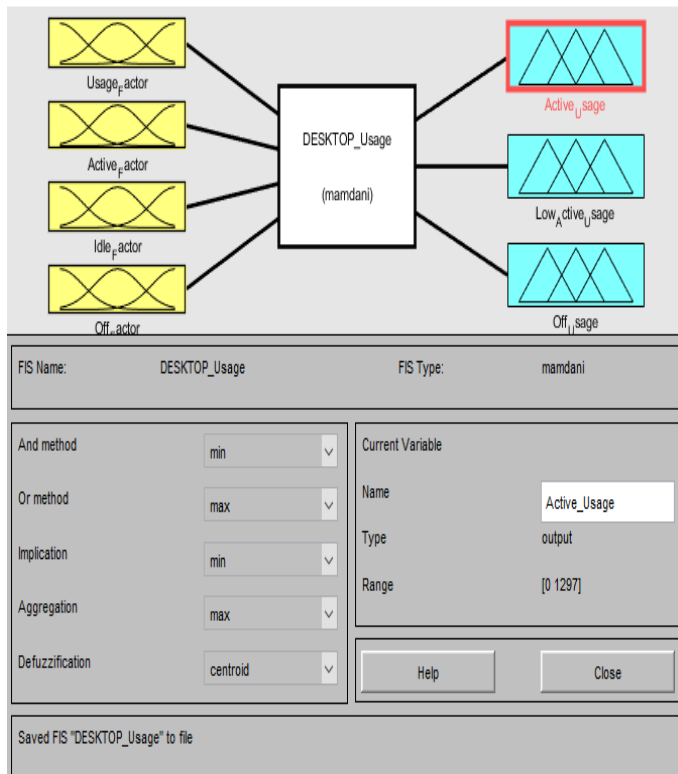 Usage_Factor
Active_Factor
Idle_Factor
Off_Factor
DESKTOP_Usage
(mamdani)
Active_Usage
Low_Active_Usage
Off_Usage
FIS Name: DESKTOP_Usage FIS Type: mamdani
And method min
Or method max
Implication min
Aggregation max
Defuzzification centroid
Current Variable
Name Active_Usage
Type output
Range [0 1297]
Help Close
Saved FIS "DESKTOP_Usage" to file